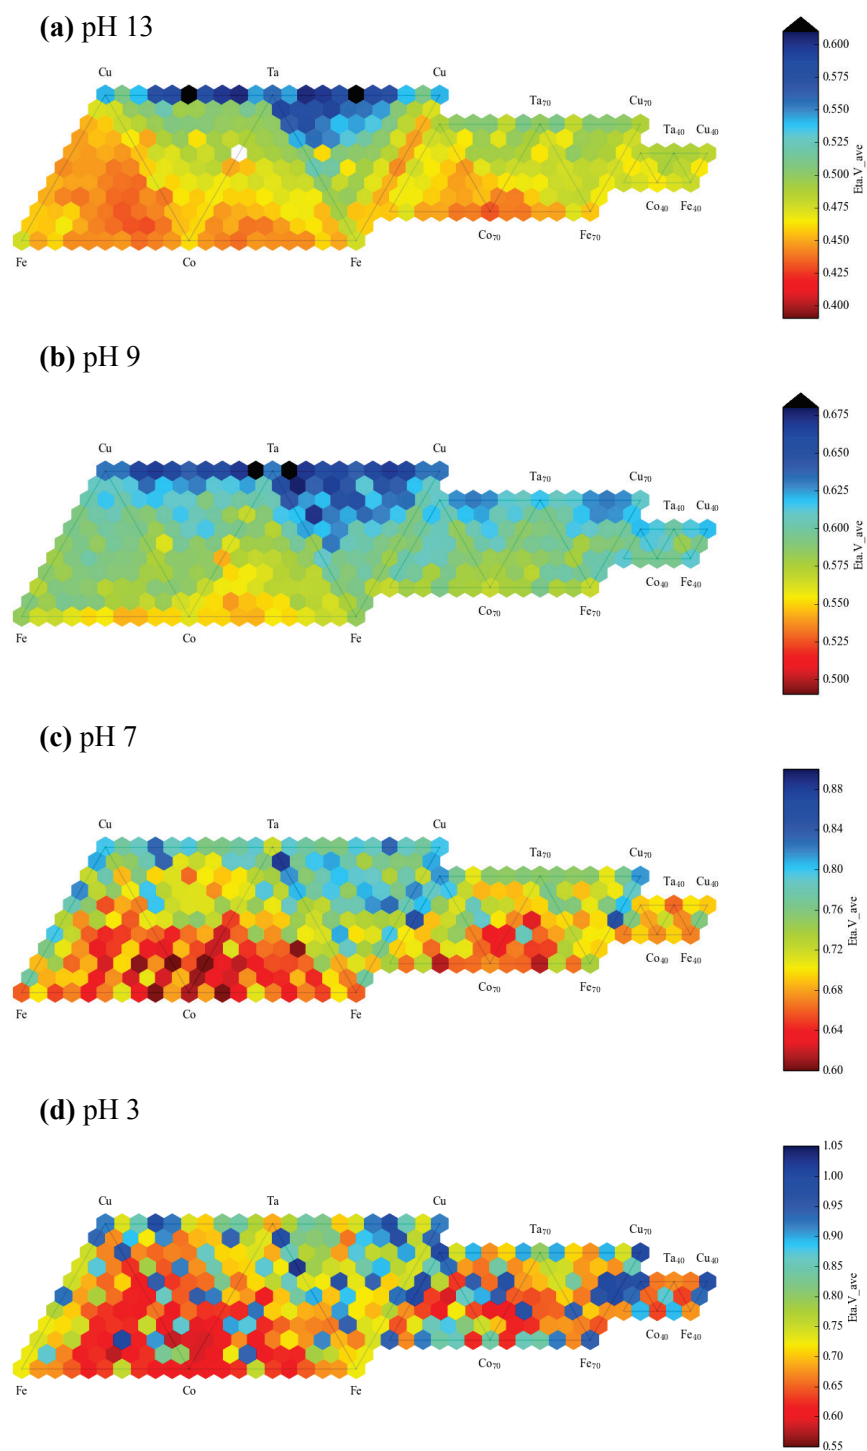 (a) pH 13
Cu Ta Cu
Ta70 Cu70
Ta40 Cu40
Co40 Fe40
Co70 Fe70
Fe Co Fe
0.600
0.575
0.550
0.525
0.500
0.475
0.450
0.425
0.400
Eta.V_ave
(b) pH 9
Cu Ta Cu
Ta70 Cu70
Ta40 Cu40
Co40 Fe40
Co70 Fe70
Fe Co Fe
0.675
0.650
0.625
0.600
0.575
0.550
0.525
0.500
Eta.V_ave
(c) pH 7
Cu Ta Cu
Ta70 Cu70
Ta40 Cu40
Co40 Fe40
Co70 Fe70
Fe Co Fe
0.88
0.84
0.80
0.76
0.72
0.68
0.64
0.60
Eta.V_ave
(d) pH 3
Cu Ta Cu
Ta70 Cu70
Ta40 Cu40
Co40 Fe40
Co70 Fe70
Fe Co Fe
1.05
1.00
0.95
0.90
0.85
0.80
0.75
0.70
0.65
0.60
0.55
Eta.V_ave